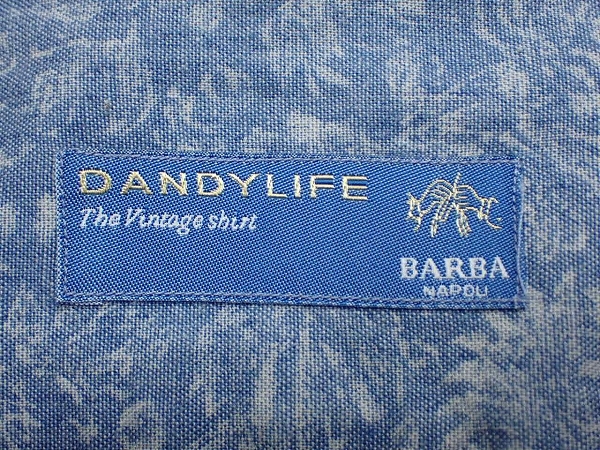 DANDYLIFE
The Vintage shirt
BARBA
NAPOLI